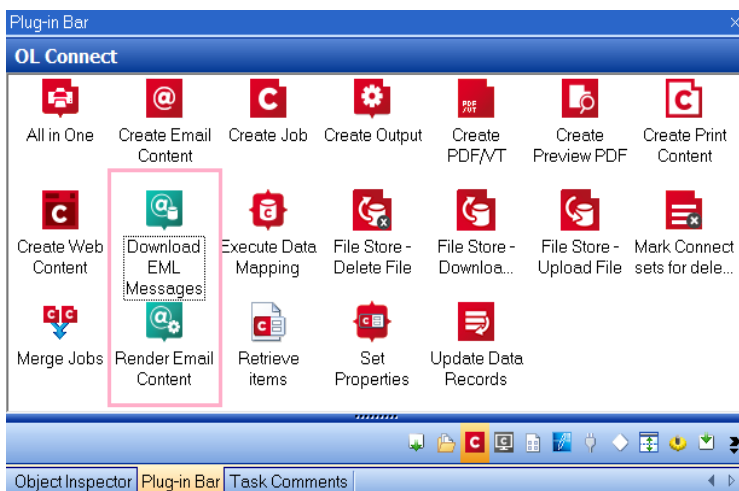 Plug-in Bar
OL Connect
All in One
Create Email
Content
Create Job
Create Output
Create
PDF/VT
Create
Preview PDF
Create Print
Content
Create Web
Content
Download
EML
Messages
Execute Data
Mapping
File Store -
Delete File
File Store -
Downloa...
File Store -
Upload File
Mark Connect
sets for dele...
Merge Jobs
Render Email
Content
Retrieve
items
Set
Properties
Update Data
Records
Object Inspector
Plug-in Bar
Task Comments